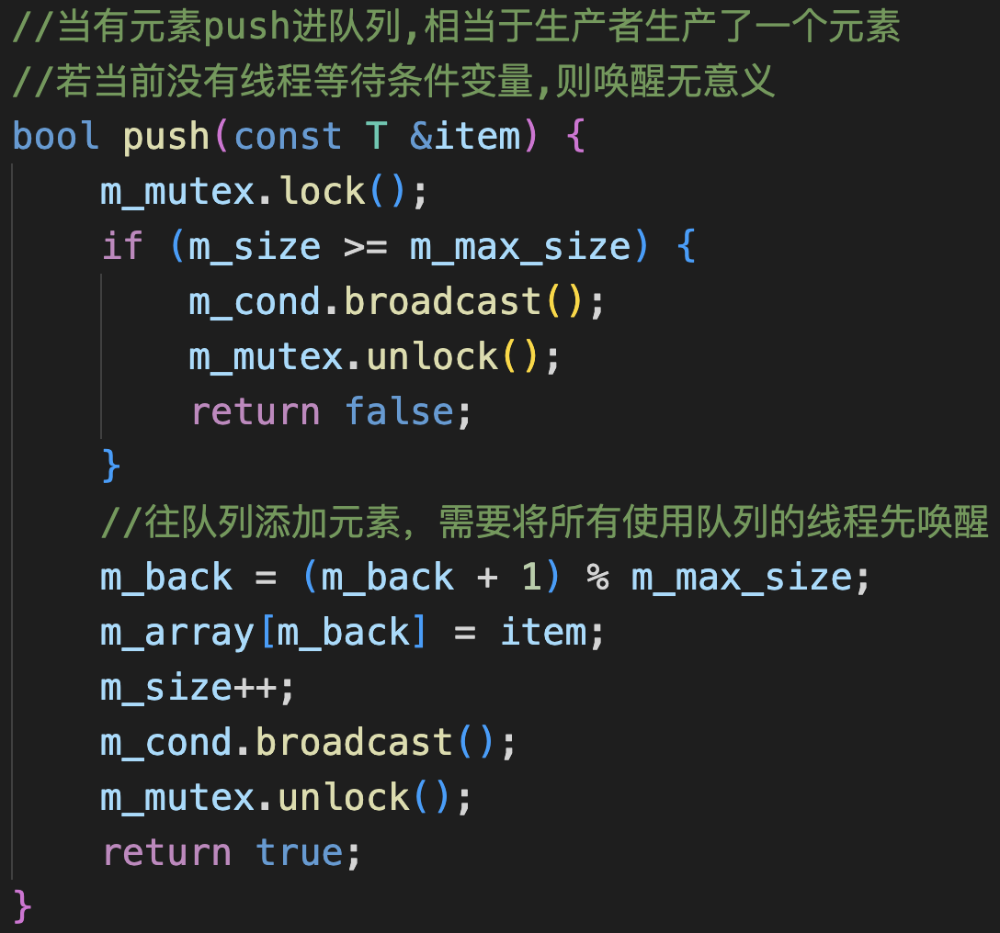 //当有元素push进队列,相当于生产者生产了一个元素
//若当前没有线程等待条件变量,则唤醒无意义
bool push(const T &item) {
    m_mutex.lock();
    if (m_size >= m_max_size) {
        m_cond.broadcast();
        m_mutex.unlock();
        return false;
    }
    //往队列添加元素，需要将所有使用队列的线程先唤醒
    m_back = (m_back + 1) % m_max_size;
    m_array[m_back] = item;
    m_size++;
    m_cond.broadcast();
    m_mutex.unlock();
    return true;
}